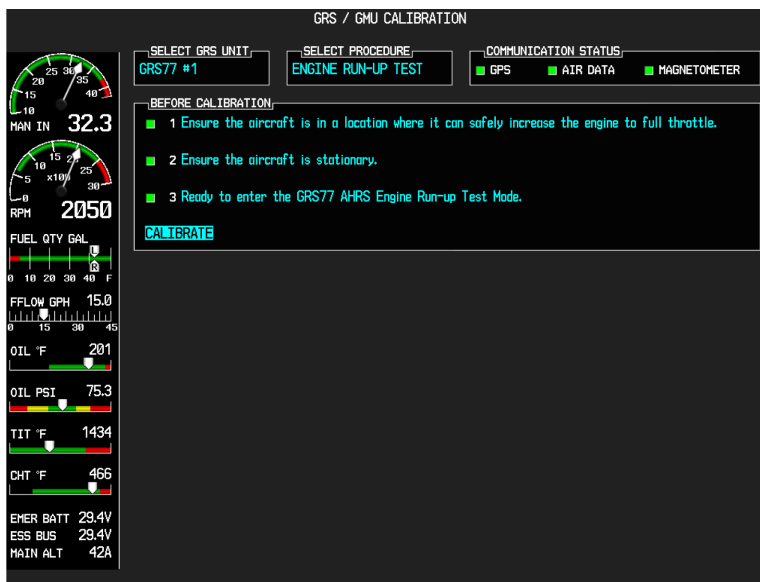 GRS / GMU CALIBRATION
SELECT GRS UNIT
GRS77 #1
SELECT PROCEDURE
ENGINE RUN-UP TEST
COMMUNICATION STATUS
GPS AIR DATA MAGNETOMETER
BEFORE CALIBRATION
1 Ensure the aircraft is in a location where it can safely increase the engine to full throttle.
2 Ensure the aircraft is stationary.
3 Ready to enter the GRS77 AHRS Engine Run-up Test Mode.
CALIBRATE
10 15 20 25 30 35 40
MAN IN 32.3
0 5 10 15 25 30
x100
RPM 2050
FUEL QTY GAL
L
R
0 10 20 30 40 F
FFLOW GPH 15.0
0 15 30 45
OIL °F 201
OIL PSI 75.3
TIT °F 1434
CHT °F 466
EMER BATT 29.4V
ESS BUS 29.4V
MAIN ALT 42A